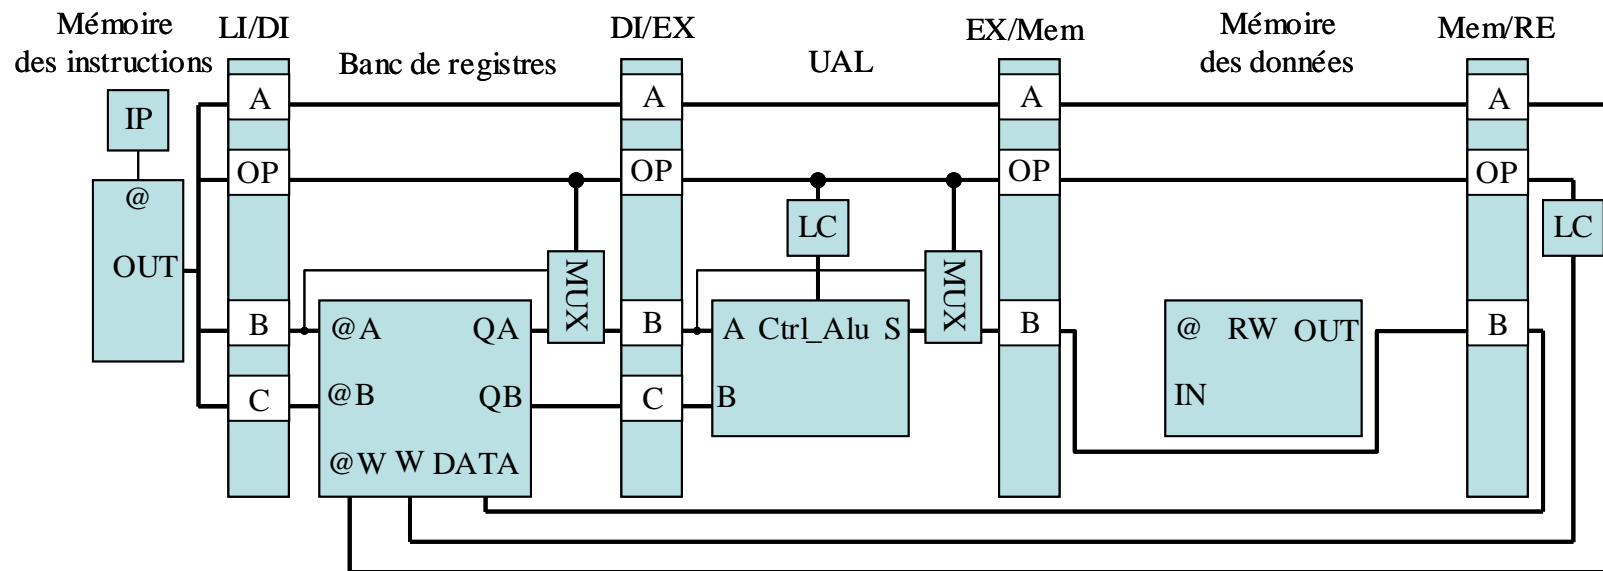 Mémoire
des instructions
LI/DI
Banc de registres
DI/EX
UAL
EX/Mem
Mémoire
des données
Mem/RE
A
A
A
A
IP
OP
OP
OP
OP
@
LC
LC
OUT
MUX
MUX
B
@A
QA
B
A
Ctrl_Alu
S
B
@
RW
OUT
B
C
@B
QB
C
B
IN
@W
W
DATA